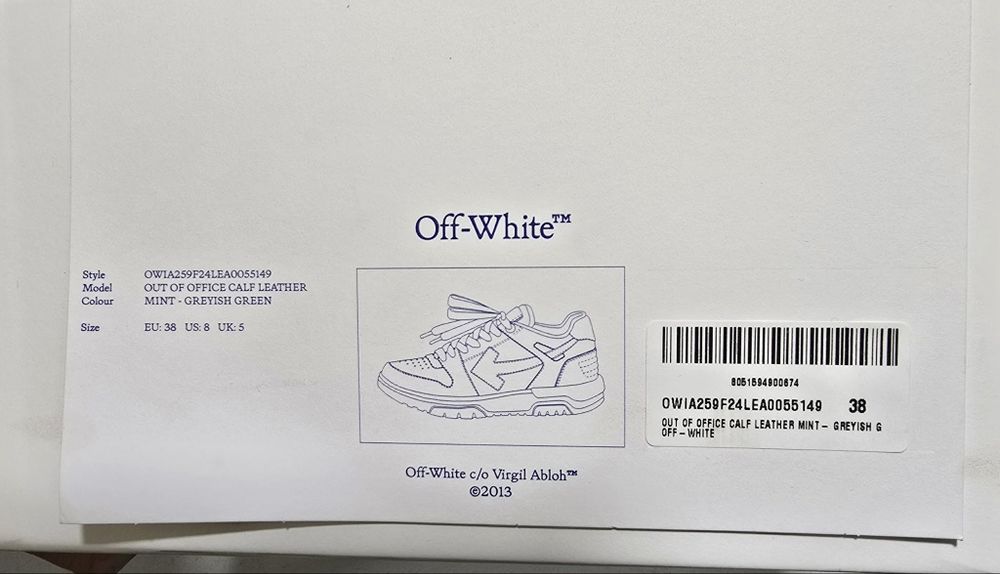 Off-White™
Style OWIA259F24LEA0055149
Model OUT OF OFFICE CALF LEATHER
Colour MINT - GREYISH GREEN
Size EU: 38 US: 8 UK: 5
8051594900674
OWIA259F24LEA0055149 38
OUT OF OFFICE CALF LEATHER MINT - GREYISH G
OFF-WHITE
Off-White c/o Virgil Abloh™
©2013